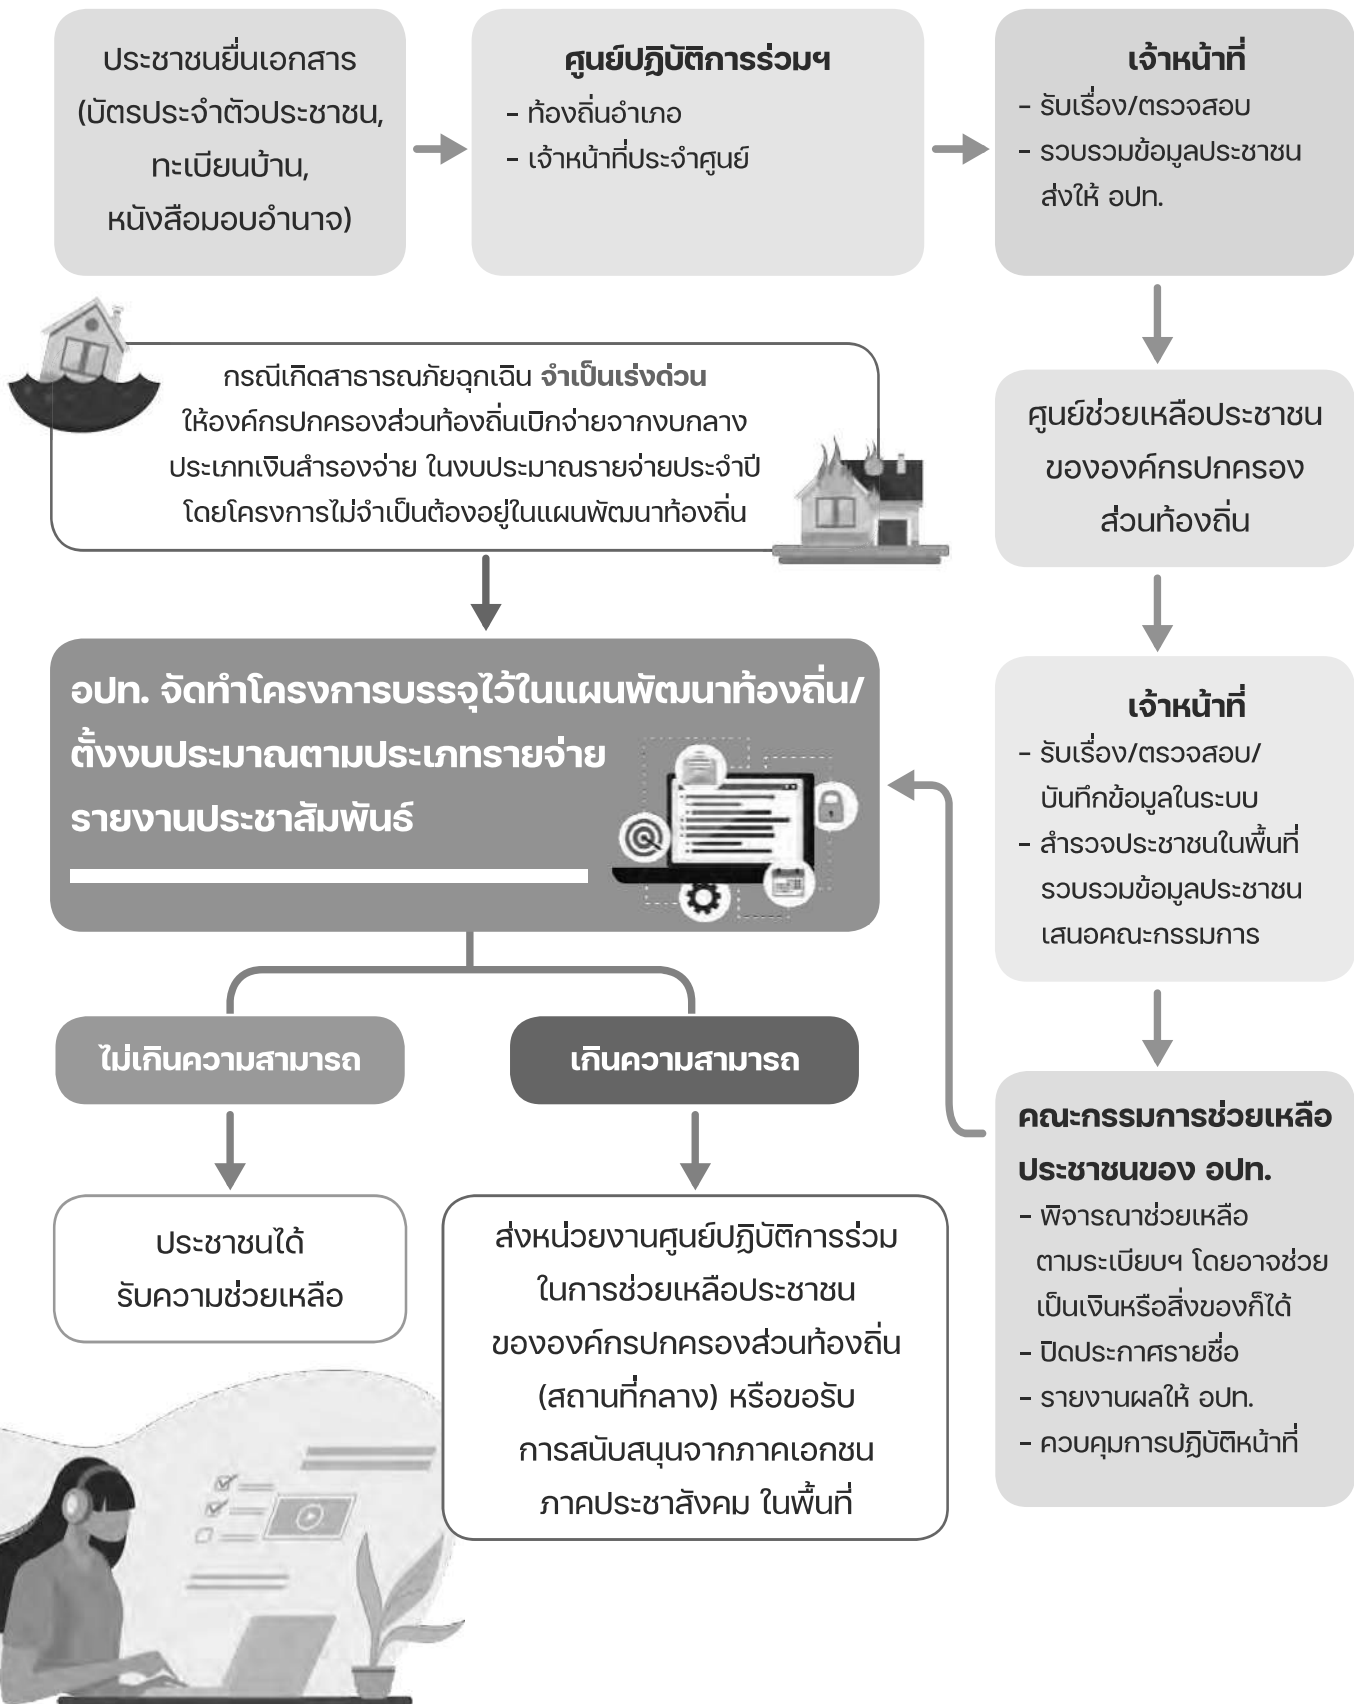 ประชาชนยื่นเอกสาร
(บัตรประจำตัวประชาชน,
ทะเบียนบ้าน,
หนังสือมอบอำนาจ)
ศูนย์ปฏิบัติการร่วมฯ
- ท้องถิ่นอำเภอ
- เจ้าหน้าที่ประจำศูนย์
เจ้าหน้าที่
- รับเรื่อง/ตรวจสอบ
- รวบรวมข้อมูลประชาชน
ส่งให้ อปท.
ศูนย์ช่วยเหลือประชาชน
ขององค์กรปกครอง
ส่วนท้องถิ่น
เจ้าหน้าที่
- รับเรื่อง/ตรวจสอบ/
บันทึกข้อมูลในระบบ
- สำรวจประชาชนในพื้นที่
รวบรวมข้อมูลประชาชน
เสนอคณะกรรมการ
คณะกรรมการช่วยเหลือ
ประชาชนของ อปท.
- พิจารณาช่วยเหลือ
ตามระเบียบฯ โดยอาจช่วย
เป็นเงินหรือสิ่งของก็ได้
- ปิดประกาศรายชื่อ
- รายงานผลให้ อปท.
- ควบคุมการปฏิบัติหน้าที่
กรณีเกิดสาธารณภัยฉุกเฉิน จำเป็นเร่งด่วน
ให้องค์กรปกครองส่วนท้องถิ่นเบิกจ่ายจากงบกลาง
ประเภทเงินสำรองจ่าย ในงบประมาณรายจ่ายประจำปี
โดยโครงการไม่จำเป็นต้องอยู่ในแผนพัฒนาท้องถิ่น
อปท. จัดทำโครงการบรรจุไว้ในแผนพัฒนาท้องถิ่น/
ตั้งงบประมาณตามประเภทรายจ่าย
รายงานประชาสัมพันธ์
ไม่เกินความสามารถ
เกินความสามารถ
ประชาชนได้
รับความช่วยเหลือ
ส่งหน่วยงานศูนย์ปฏิบัติการร่วม
ในการช่วยเหลือประชาชน
ขององค์กรปกครองส่วนท้องถิ่น
(สถานที่กลาง) หรือขอรับ
การสนับสนุนจากภาคเอกชน
ภาคประชาสังคม ในพื้นที่